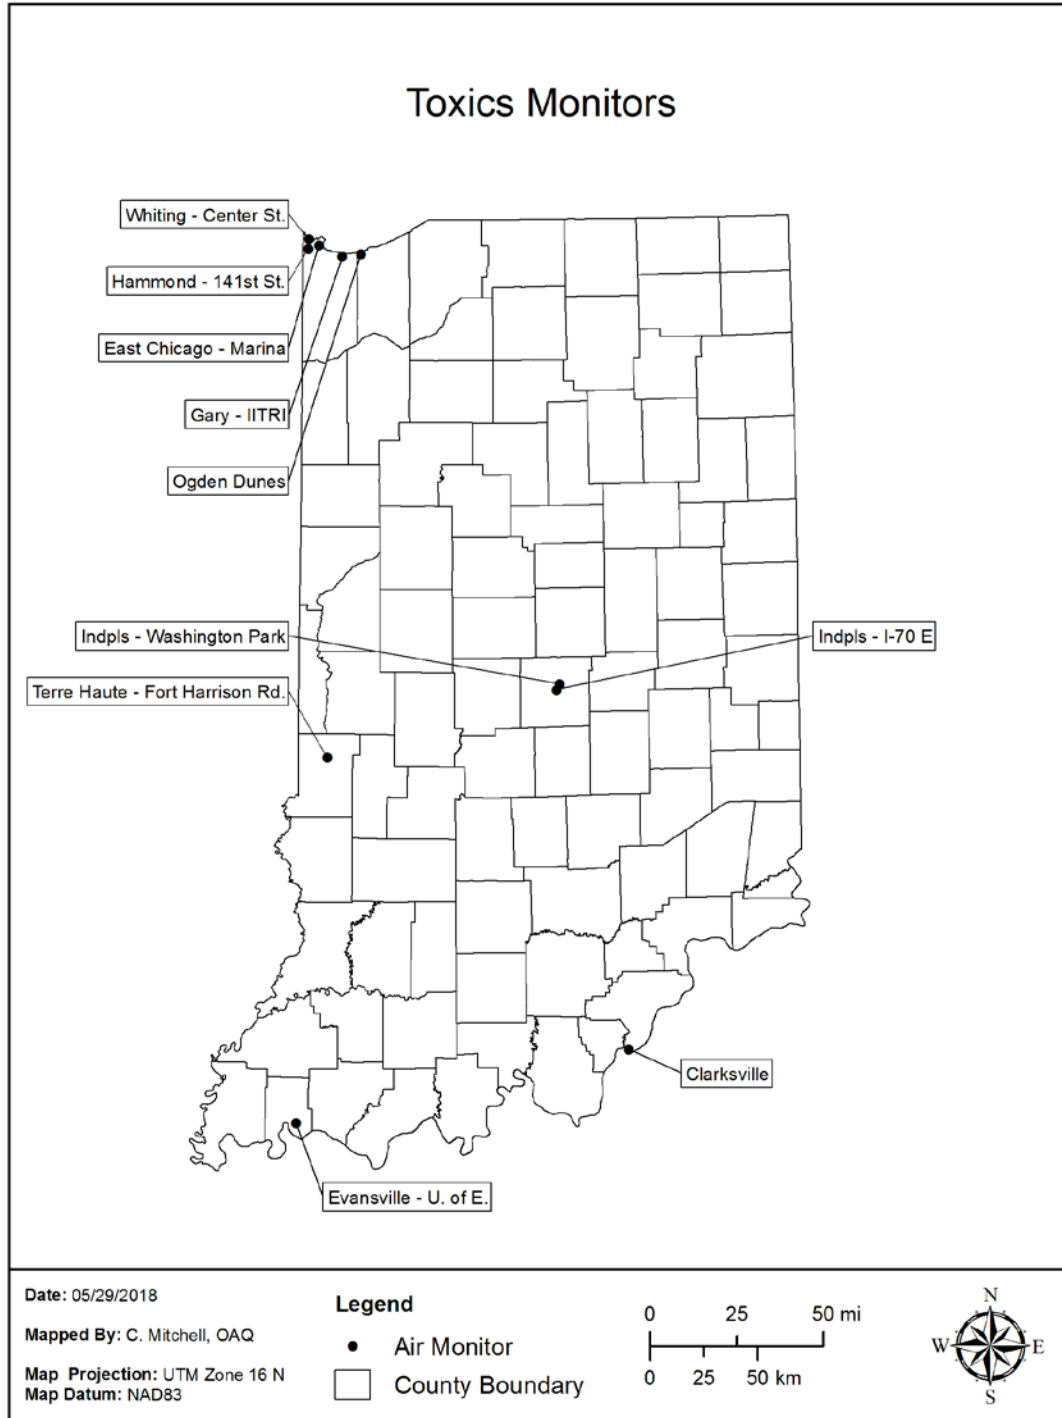 Toxics Monitors
Whiting - Center St.
Hammond - 141st St.
East Chicago - Marina
Gary - IITRI
Ogden Dunes
Indpls - Washington Park
Indpls - I-70 E
Terre Haute - Fort Harrison Rd.
Clarksville
Evansville - U. of E.
Date: 05/29/2018
Mapped By: C. Mitchell, OAQ
Map Projection: UTM Zone 16 N
Map Datum: NAD83
Legend
Air Monitor
County Boundary
0 25 50 mi
0 25 50 km
N
W E
S